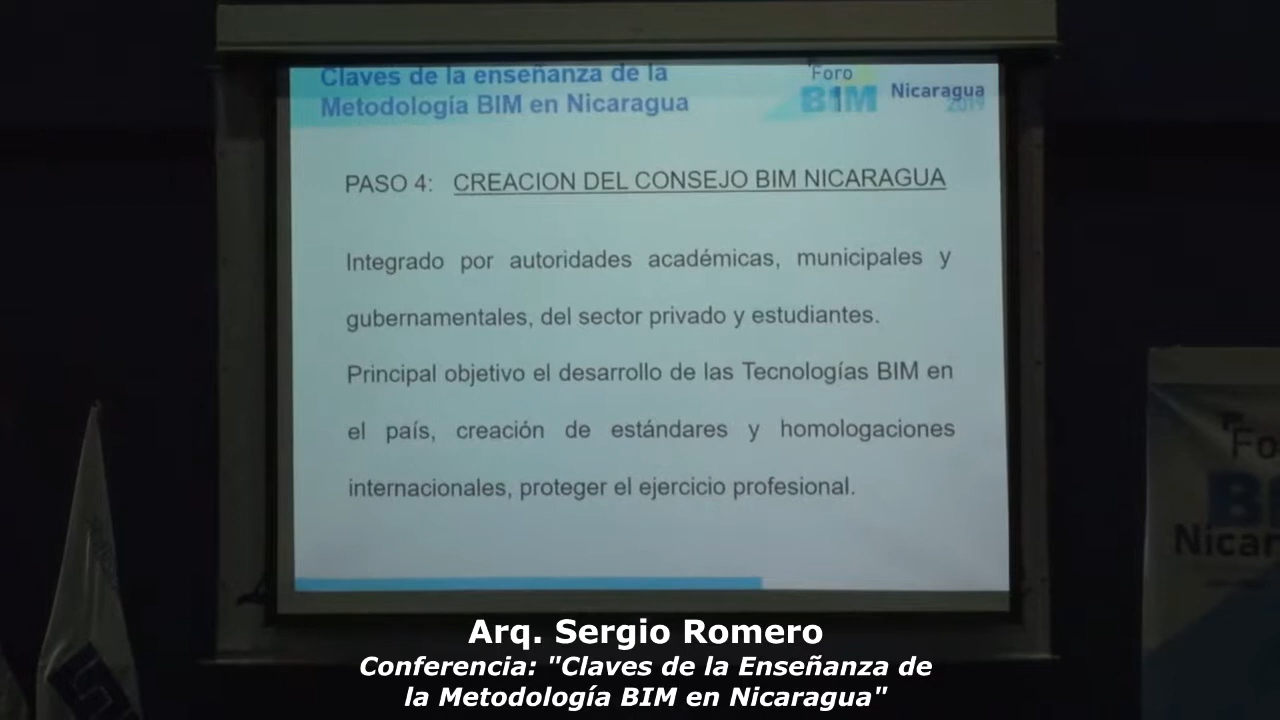 Claves de la enseñanza de la
Metodología BIM en Nicaragua
Foro
BIM
Nicaragua
2019
PASO 4: CREACION DEL CONSEJO BIM NICARAGUA
Integrado por autoridades académicas, municipales y
gubernamentales, del sector privado y estudiantes.
Principal objetivo el desarrollo de las Tecnologías BIM en
el país, creación de estándares y homologaciones
internacionales, proteger el ejercicio profesional.
Fo
B
Nicar
Arq. Sergio Romero
Conferencia: "Claves de la Enseñanza de
la Metodología BIM en Nicaragua"